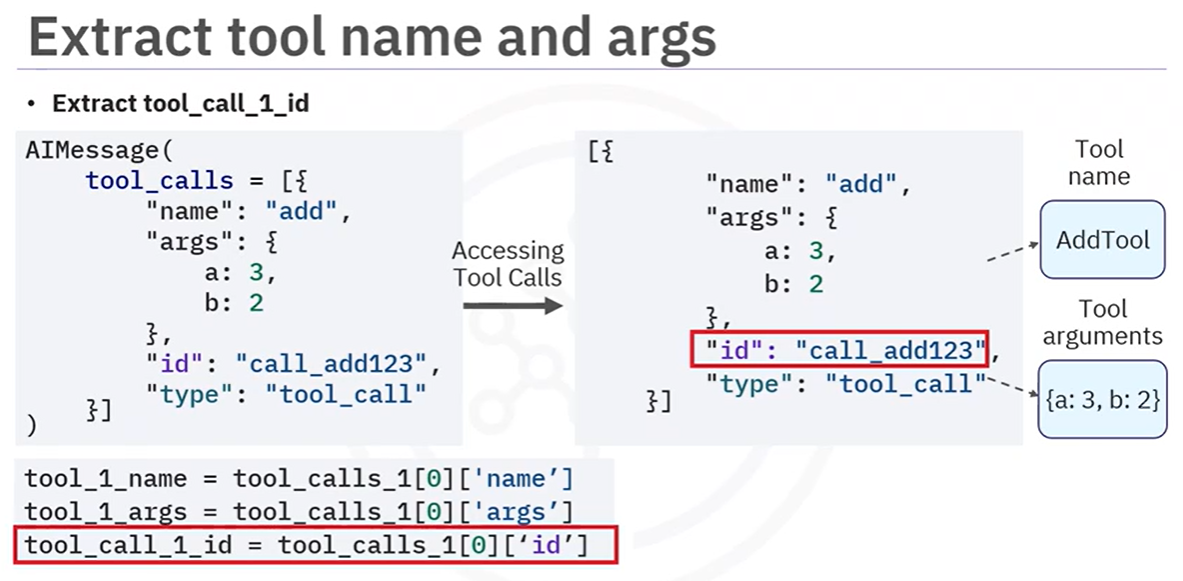 Extract tool name and args
• Extract tool_call_1_id
AIMessage(
tool_calls = [{
"name": "add",
"args": {
a: 3,
b: 2
},
"id": "call_add123",
"type": "tool_call"
}]
)
Accessing
Tool Calls
[{
"name": "add",
"args": {
a: 3,
b: 2
},
"id": "call_add123",
"type": "tool_call"
}]
Tool
name
AddTool
Tool
arguments
{a: 3, b: 2}
tool_1_name = tool_calls_1[0]['name’]
tool_1_args = tool_calls_1[0]['args’]
tool_call_1_id = tool_calls_1[0][‘id’]